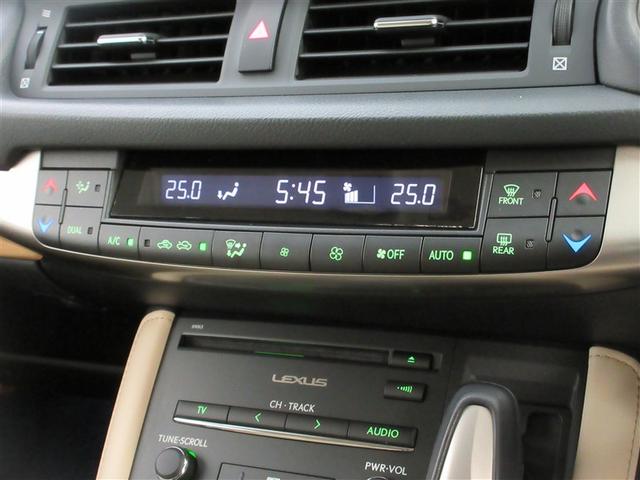 25.0 5:45 25.0
FRONT
DUAL A/C OFF AUTO REAR
LEXUS
CH · TRACK
TV < > AUDIO
TUNE·SCROLL
PWR·VOL